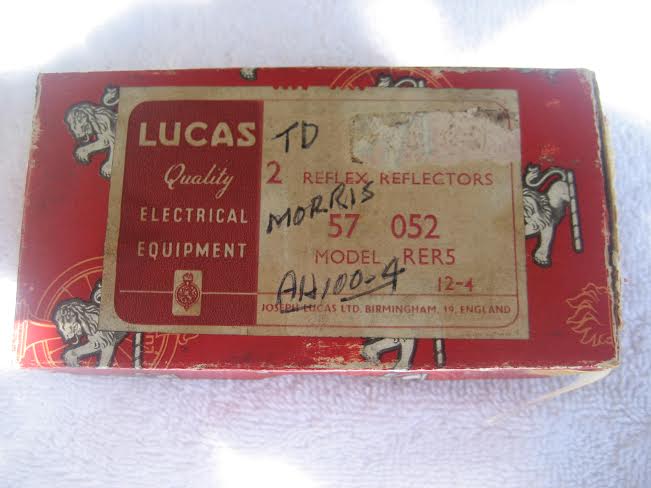 LUCAS
Quality
ELECTRICAL
EQUIPMENT
TD
2 REFLEX REFLECTORS
MORRIS
57 052
MODEL RER5
AH100-4
12-4
JOSEPH LUCAS LTD. BIRMINGHAM, 19, ENGLAND